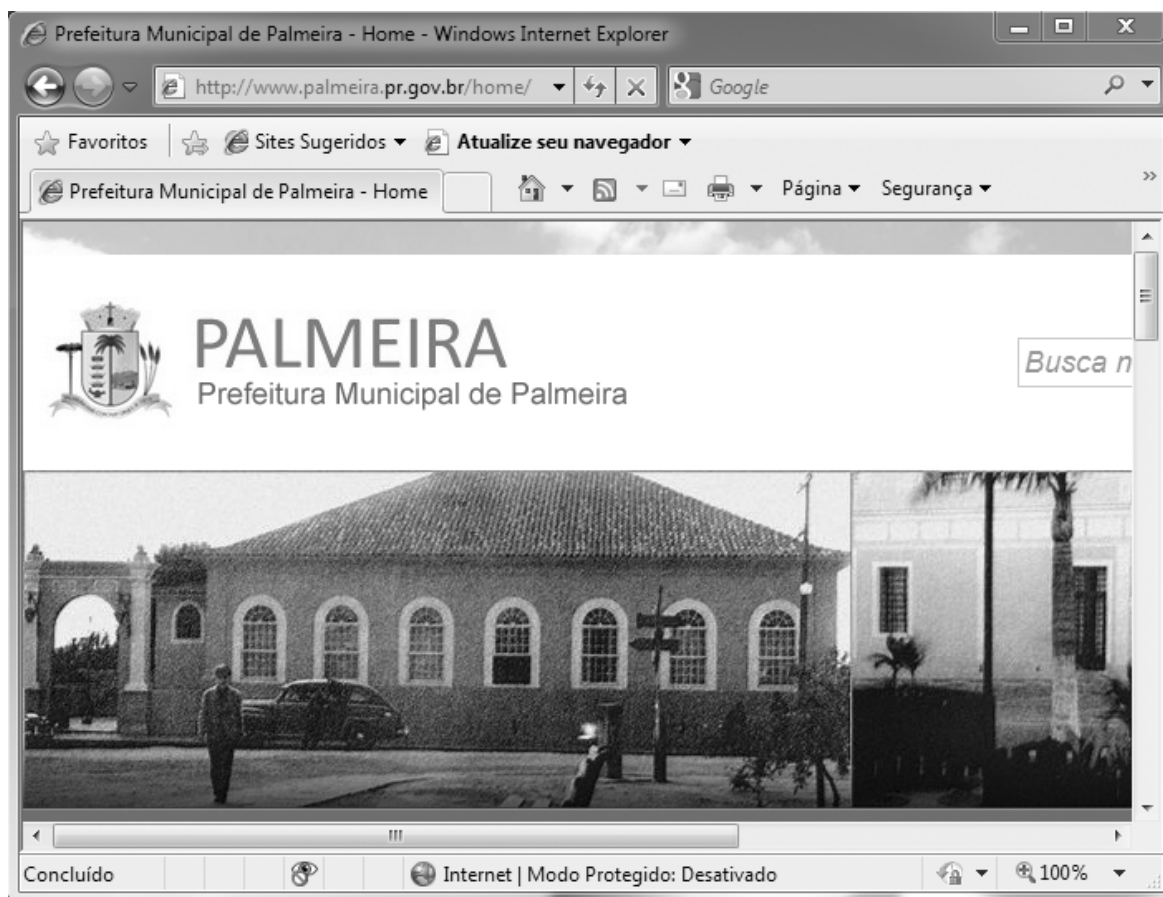 Prefeitura Municipal de Palmeira - Home - Windows Internet Explorer
http://www.palmeira.pr.gov.br/home/ Google
Favoritos Sites Sugeridos Atualize seu navegador
Prefeitura Municipal de Palmeira - Home Página Segurança »
PALMEIRA
Prefeitura Municipal de Palmeira
Busca n
Concluído Internet | Modo Protegido: Desativado 100%